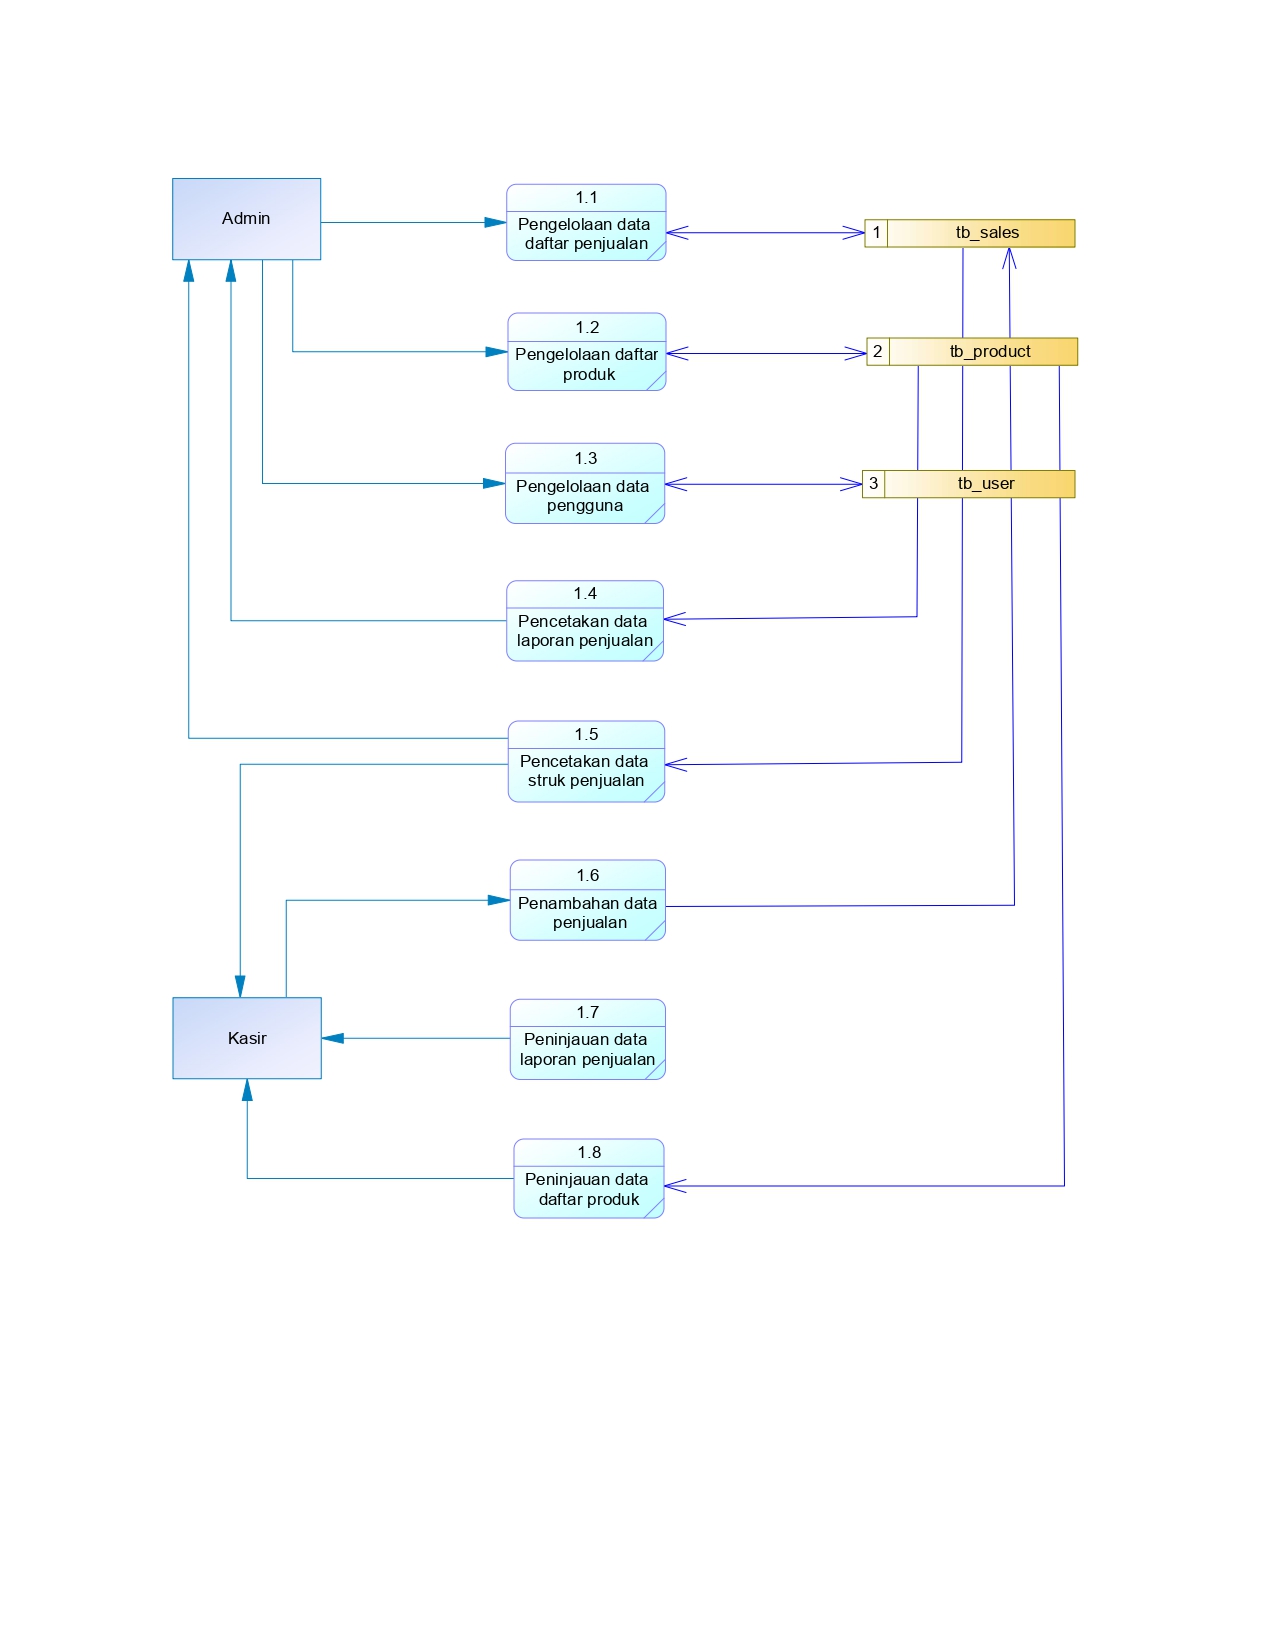 Admin
1.1
Pengelolaan data
daftar penjualan
1 tb_sales
1.2
Pengelolaan daftar
produk
2 tb_product
1.3
Pengelolaan data
pengguna
3 tb_user
1.4
Pencetakan data
laporan penjualan
1.5
Pencetakan data
struk penjualan
1.6
Penambahan data
penjualan
Kasir
1.7
Peninjauan data
laporan penjualan
1.8
Peninjauan data
daftar produk